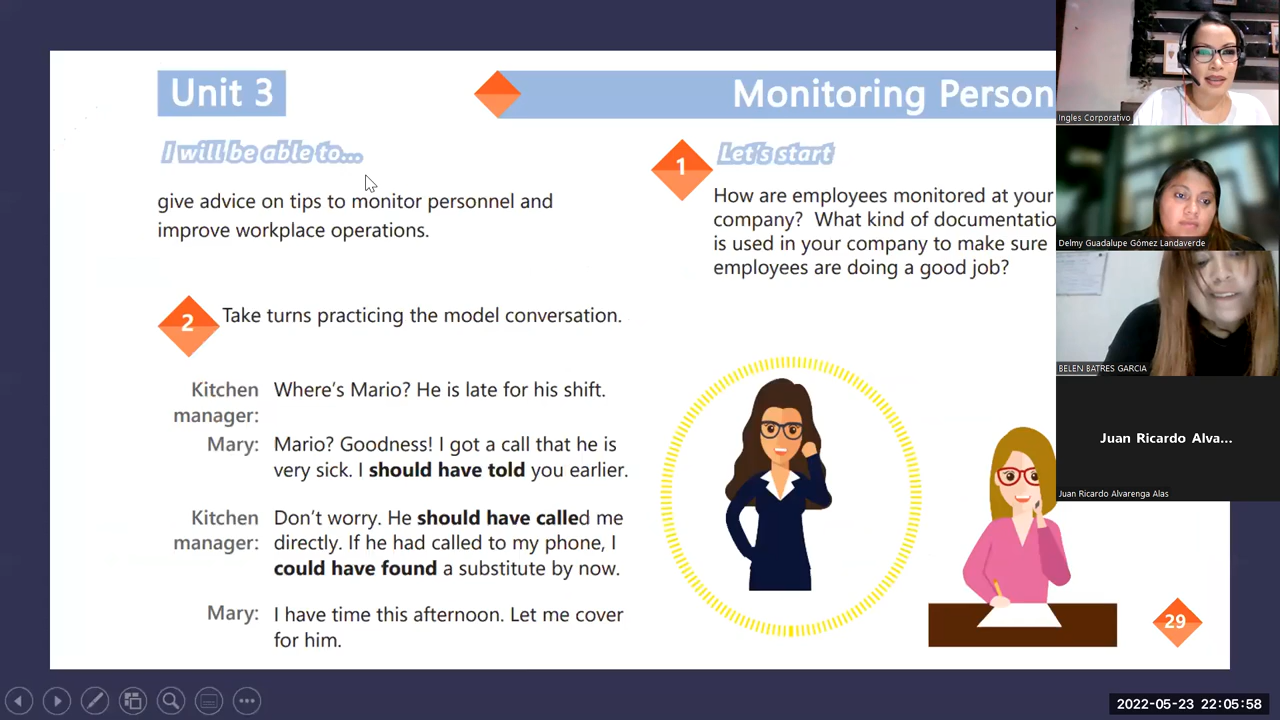 Unit 3
Monitoring Person
I will be able to...
give advice on tips to monitor personnel and
improve workplace operations.
1
Let's start
How are employees monitored at your
company? What kind of documentatio
is used in your company to make sure
employees are doing a good job?
2
Take turns practicing the model conversation.
Kitchen manager: Where's Mario? He is late for his shift.
Mary: Mario? Goodness! I got a call that he is
very sick. I should have told you earlier.
Kitchen manager: Don't worry. He should have called me
directly. If he had called to my phone, I
could have found a substitute by now.
Mary: I have time this afternoon. Let me cover
for him.
29
Ingles Corporativo
Delmy Guadalupe Gómez Landaverde
BELEN BATRES GARCIA
Juan Ricardo Alva...
Juan Ricardo Alvarenga Alas
2022-05-23 22:05:58